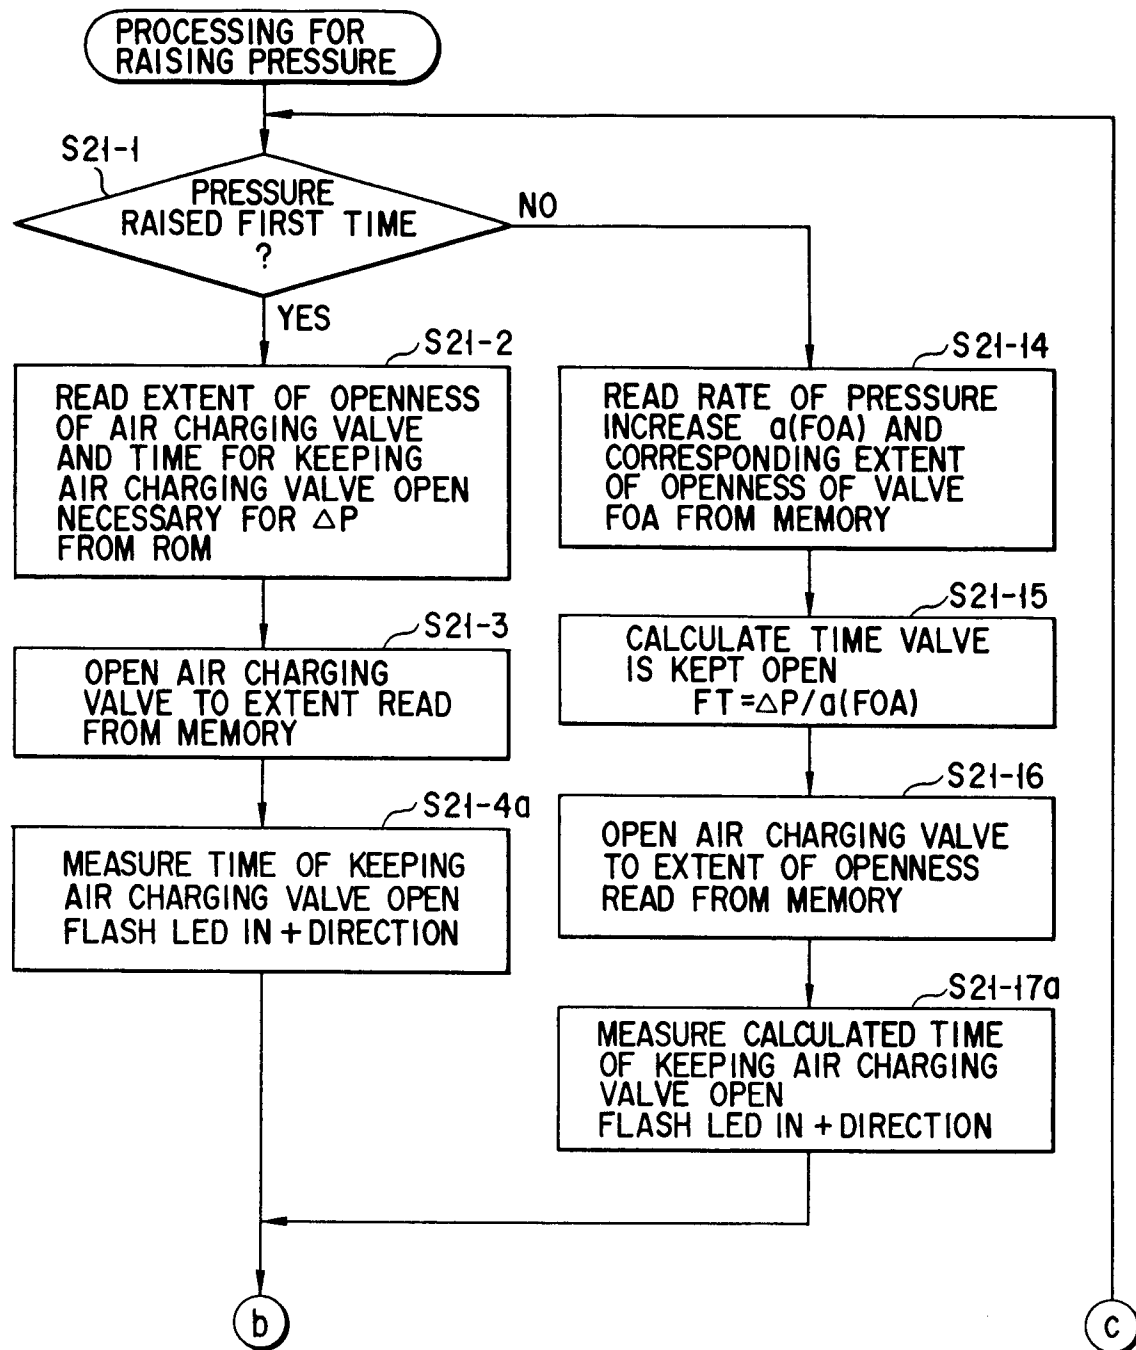 PROCESSING FOR
RAISING PRESSURE
S21-1
PRESSURE
RAISED FIRST TIME
?
NO
YES
S21-2
READ EXTENT OF OPENNESS
OF AIR CHARGING VALVE
AND TIME FOR KEEPING
AIR CHARGING VALVE OPEN
NECESSARY FOR △P
FROM ROM
S21-3
OPEN AIR CHARGING
VALVE TO EXTENT READ
FROM MEMORY
S21-4a
MEASURE TIME OF KEEPING
AIR CHARGING VALVE OPEN
FLASH LED IN + DIRECTION
S21-14
READ RATE OF PRESSURE
INCREASE a(FOA) AND
CORRESPONDING EXTENT
OF OPENNESS OF VALVE
FOA FROM MEMORY
S21-15
CALCULATE TIME VALVE
IS KEPT OPEN
FT=△P/a(FOA)
S21-16
OPEN AIR CHARGING VALVE
TO EXTENT OF OPENNESS
READ FROM MEMORY
S21-17a
MEASURE CALCULATED TIME
OF KEEPING AIR CHARGING
VALVE OPEN
FLASH LED IN + DIRECTION
b
c